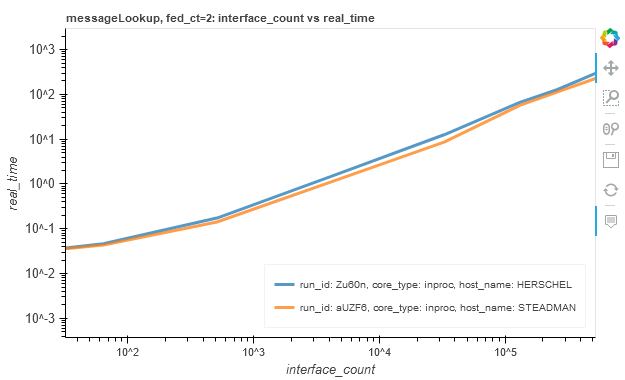 messageLookup, fed_ct=2: interface_count vs real_time
10^3
10^2
10^1
10^0
10^-1
10^-2
10^-3
real_time
run_id: Zu60n, core_type: inproc, host_name: HERSCHEL
run_id: aUZF6, core_type: inproc, host_name: STEADMAN
10^2 10^3 10^4 10^5
interface_count